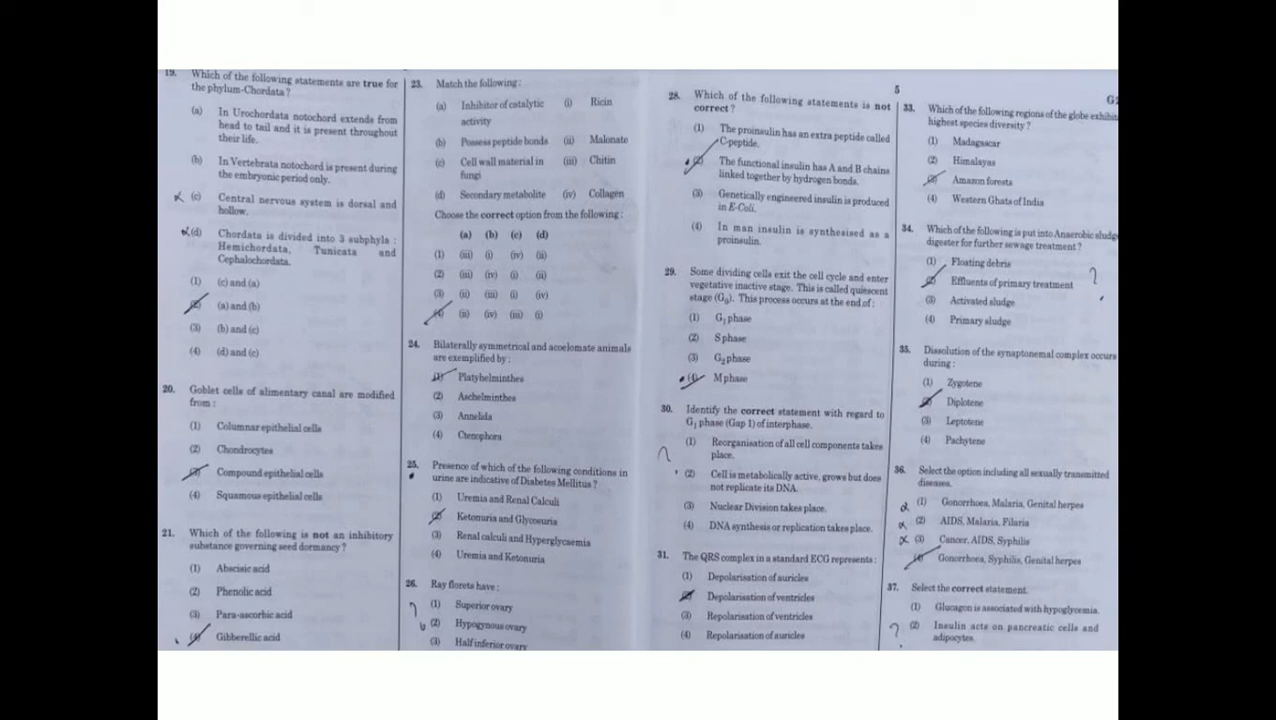 19. Which of the following statements are true for
the phylum-Chordata ?
(a) In Urochordata notochord extends from
head to tail and it is present throughout
their life.
(b) In Vertebrata notochord is present during
the embryonic period only.
(c) Central nervous system is dorsal and
hollow.
(d) Chordata is divided into 3 subphyla :
Hemichordata, Tunicata and
Cephalochordata.
(1) (c) and (a)
(2) (a) and (b)
(3) (b) and (c)
(4) (d) and (c)
20. Goblet cells of alimentary canal are modified
from :
(1) Columnar epithelial cells
(2) Chondrocytes
(3) Compound epithelial cells
(4) Squamous epithelial cells
21. Which of the following is not an inhibitory
substance governing seed dormancy ?
(1) Abscisic acid
(2) Phenolic acid
(3) Para-ascorbic acid
(4) Gibberellic acid
23. Match the following :
(a) Inhibitor of catalytic (i) Ricin
activity
(b) Possess peptide bonds (ii) Malonate
(c) Cell wall material in (iii) Chitin
fungi
(d) Secondary metabolite (iv) Collagen
Choose the correct option from the following :
(a) (b) (c) (d)
(1) (iii) (i) (iv) (ii)
(2) (iii) (iv) (i) (ii)
(3) (ii) (iii) (i) (iv)
(4) (ii) (iv) (iii) (i)
24. Bilaterally symmetrical and acoelomate animals
are exemplified by :
(1) Platyhelminthes
(2) Aschelminthes
(3) Annelida
(4) Ctenophora
25. Presence of which of the following conditions in
urine are indicative of Diabetes Mellitus ?
(1) Uremia and Renal Calculi
(2) Ketonuria and Glycosuria
(3) Renal calculi and Hyperglycaemia
(4) Uremia and Ketonuria
26. Ray florets have :
(1) Superior ovary
(2) Hypogynous ovary
(3) Half inferior ovary
5
28. Which of the following statements is not
correct ?
(1) The proinsulin has an extra peptide called
C-peptide.
(2) The functional insulin has A and B chains
linked together by hydrogen bonds.
(3) Genetically engineered insulin is produced
in E-Coli.
(4) In man insulin is synthesised as a
proinsulin.
29. Some dividing cells exit the cell cycle and enter
vegetative inactive stage. This is called quiescent
stage (G0). This process occurs at the end of :
(1) G1 phase
(2) S phase
(3) G2 phase
(4) M phase
30. Identify the correct statement with regard to
G1 phase (Gap 1) of interphase.
(1) Reorganisation of all cell components takes
place.
(2) Cell is metabolically active, grows but does
not replicate its DNA.
(3) Nuclear Division takes place.
(4) DNA synthesis or replication takes place.
31. The QRS complex in a standard ECG represents :
(1) Depolarisation of auricles
(2) Depolarisation of ventricles
(3) Repolarisation of ventricles
(4) Repolarisation of auricles
33. Which of the following regions of the globe exhibits
highest species diversity ?
(1) Madagascar
(2) Himalayas
(3) Amazon forests
(4) Western Ghats of India
34. Which of the following is put into Anaerobic sludge
digester for further sewage treatment ?
(1) Floating debris
(2) Effluents of primary treatment
(3) Activated sludge
(4) Primary sludge
35. Dissolution of the synaptonemal complex occurs
during :
(1) Zygotene
(2) Diplotene
(3) Leptotene
(4) Pachytene
36. Select the option including all sexually transmitted
diseases.
(1) Gonorrhoea, Malaria, Genital herpes
(2) AIDS, Malaria, Filaria
(3) Cancer, AIDS, Syphilis
(4) Gonorrhoea, Syphilis, Genital herpes
37. Select the correct statement.
(1) Glucagon is associated with hypoglycemia.
(2) Insulin acts on pancreatic cells and
adipocytes.